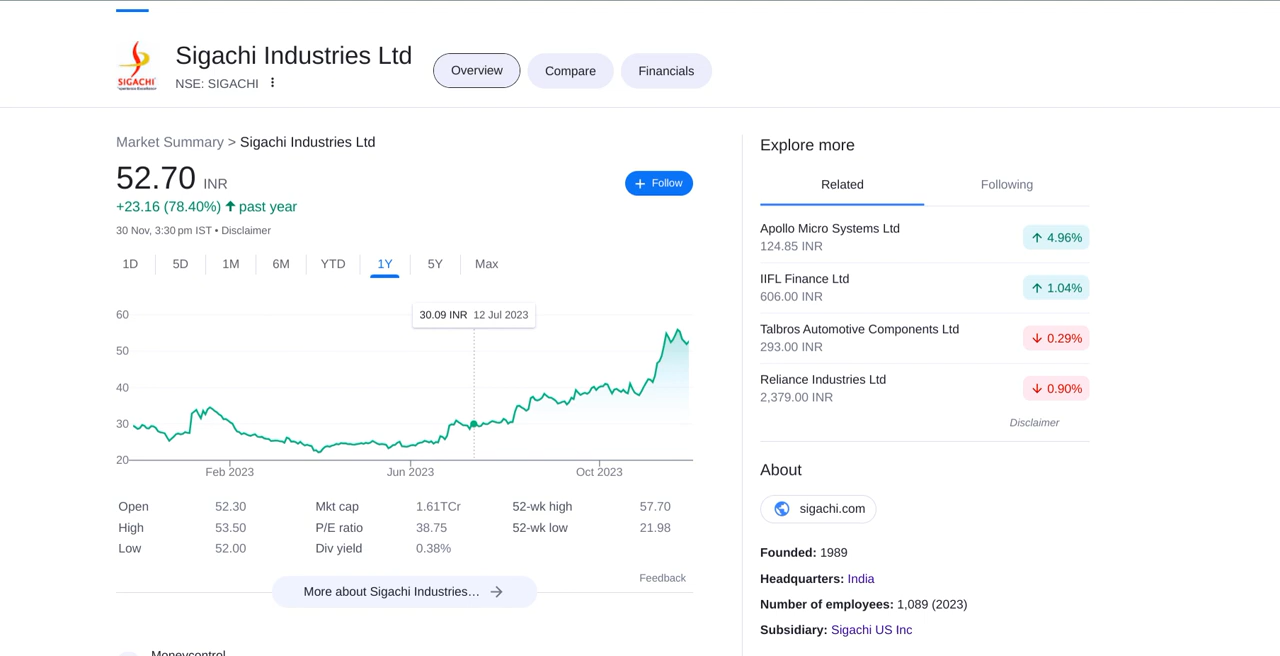 Sigachi Industries Ltd
NSE: SIGACHI
SIGACHI
Overview
Compare
Financials
Market Summary > Sigachi Industries Ltd
52.70 INR
+23.16 (78.40%) ↑ past year
30 Nov, 3:30 pm IST • Disclaimer
+ Follow
1D 5D 1M 6M YTD 1Y 5Y Max
30.09 INR 12 Jul 2023
60
50
40
30
20
Feb 2023 Jun 2023 Oct 2023
Open 52.30 Mkt cap 1.61TCr 52-wk high 57.70
High 53.50 P/E ratio 38.75 52-wk low 21.98
Low 52.00 Div yield 0.38%
Feedback
More about Sigachi Industries… →
Moneycontrol
Explore more
Related Following
Apollo Micro Systems Ltd
124.85 INR
↑ 4.96%
IIFL Finance Ltd
606.00 INR
↑ 1.04%
Talbros Automotive Components Ltd
293.00 INR
↓ 0.29%
Reliance Industries Ltd
2,379.00 INR
↓ 0.90%
Disclaimer
About
sigachi.com
Founded: 1989
Headquarters: India
Number of employees: 1,089 (2023)
Subsidiary: Sigachi US Inc